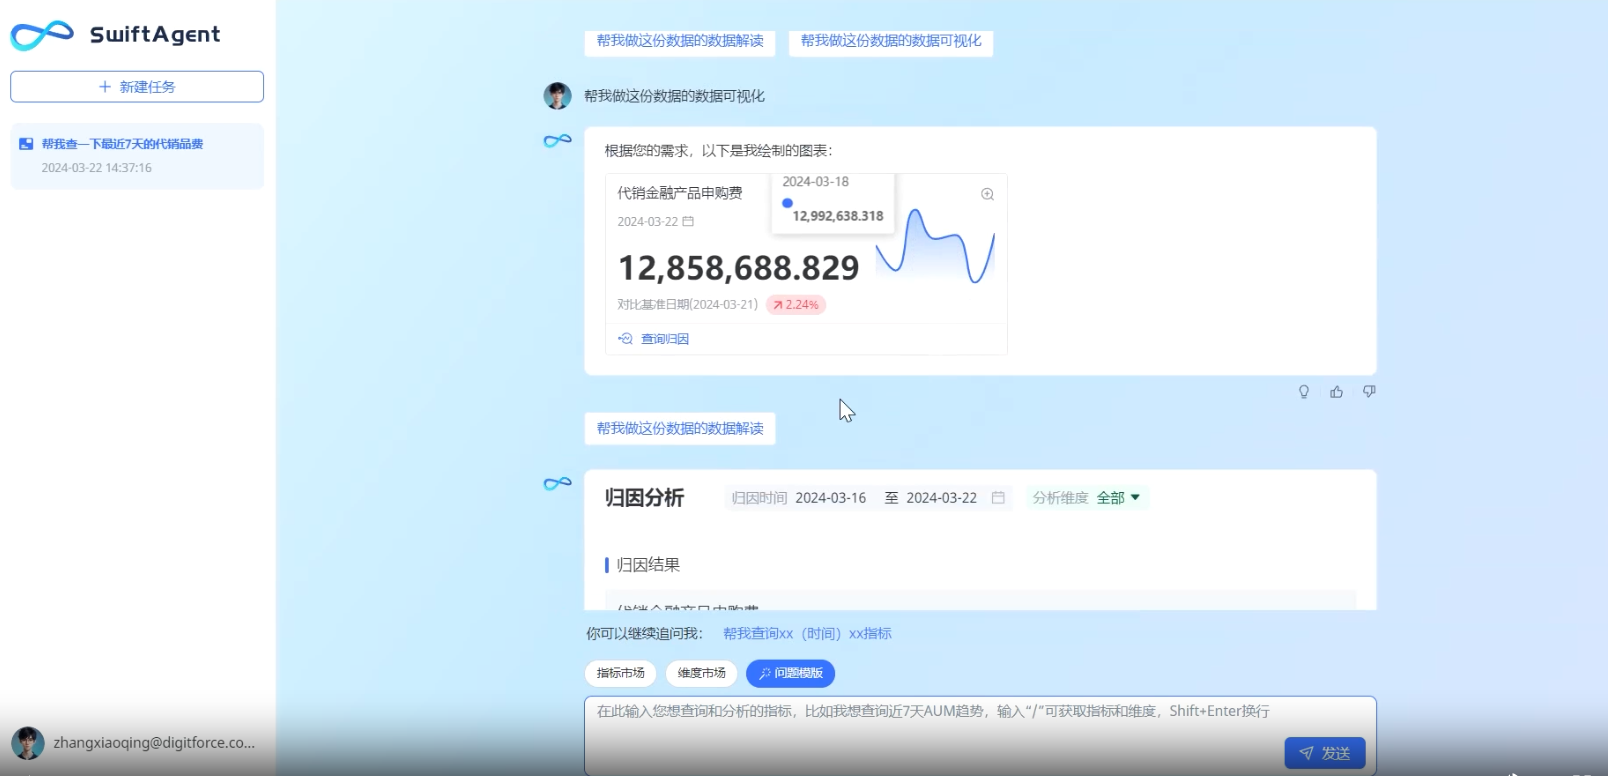 SwiftAgent
新建任务
帮我查一下最近7天的代销品费
2024-03-22 14:37:16
帮我做这份数据的数据解读
帮我做这份数据的数据可视化
帮我做这份数据的数据可视化
根据您的需求，以下是我绘制的图表：
代销金融产品申购费
2024-03-22
2024-03-18
12,992,638.318
12,858,688.829
对比基准日期(2024-03-21)
2.24%
查询归因
帮我做这份数据的数据解读
归因分析
归因时间 2024-03-16 至 2024-03-22
分析维度 全部
归因结果
代销金融产品申购费
你可以继续追问我： 帮我查询xx（时间）xx指标
指标市场
维度市场
问题模版
在此输入您想查询和分析的指标，比如我想查询近7天AUM趋势，输入“/”可获取指标和维度，Shift+Enter换行
发送
zhangxiaoqing@digitforce.co...